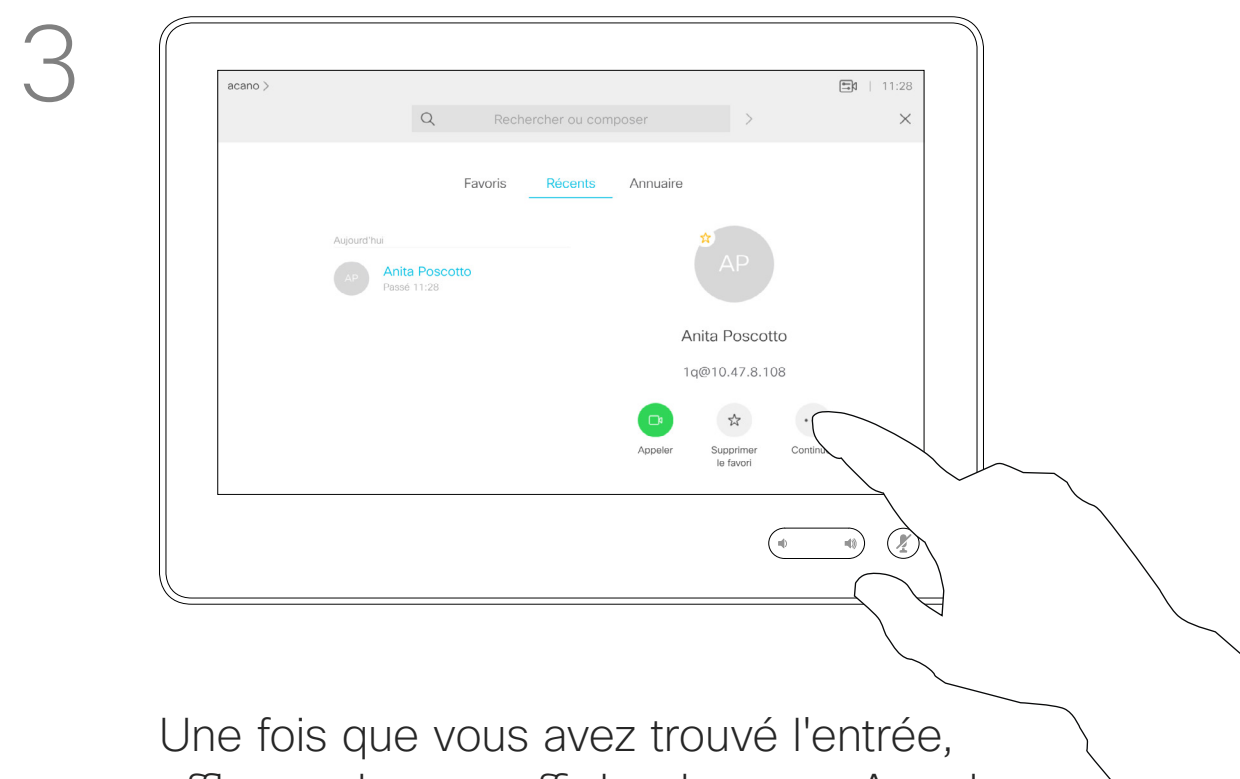 3
acano >
11:28
Rechercher ou composer
Favoris Récents Annuaire
Aujourd'hui
AP
Anita Poscotto
Passé 11:28
AP
Anita Poscotto
1q@10.47.8.108
Appeler
Supprimer
le favori
Une fois que vous avez trouvé l'entrée,